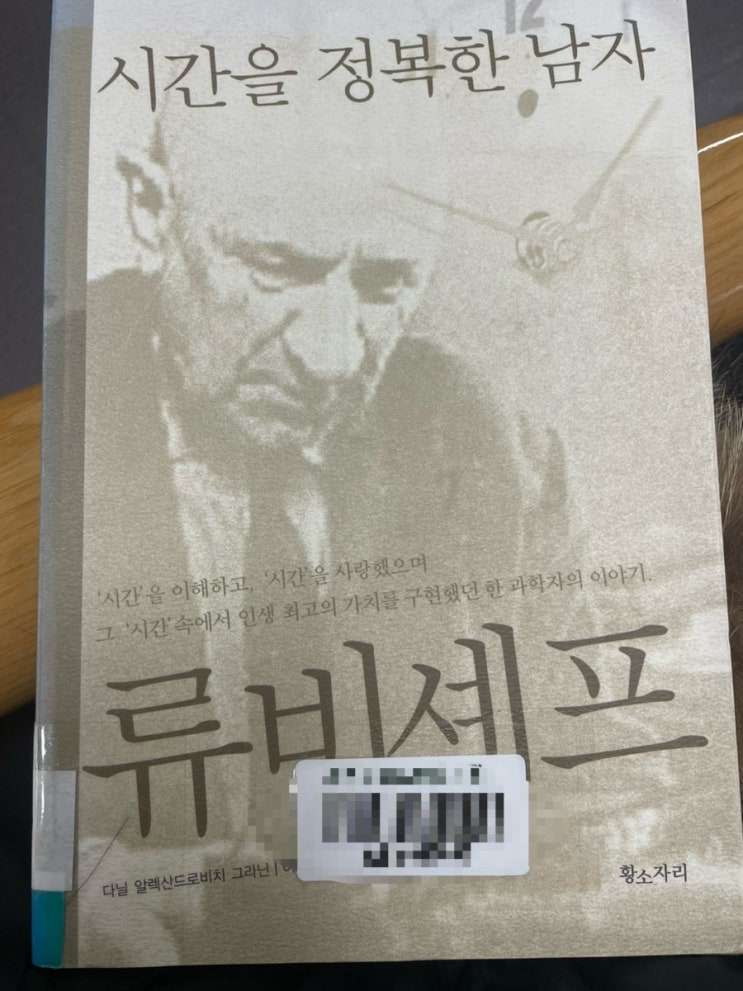 12
시간을 정복한 남자
'시간'을 이해하고, '시간'을 사랑했으며
그 '시간'속에서 인생 최고의 가치를 구현했던 한 과학자의 이야기.
류비셰프
다닐 알렉산드로비치 그라닌 |
황소자리